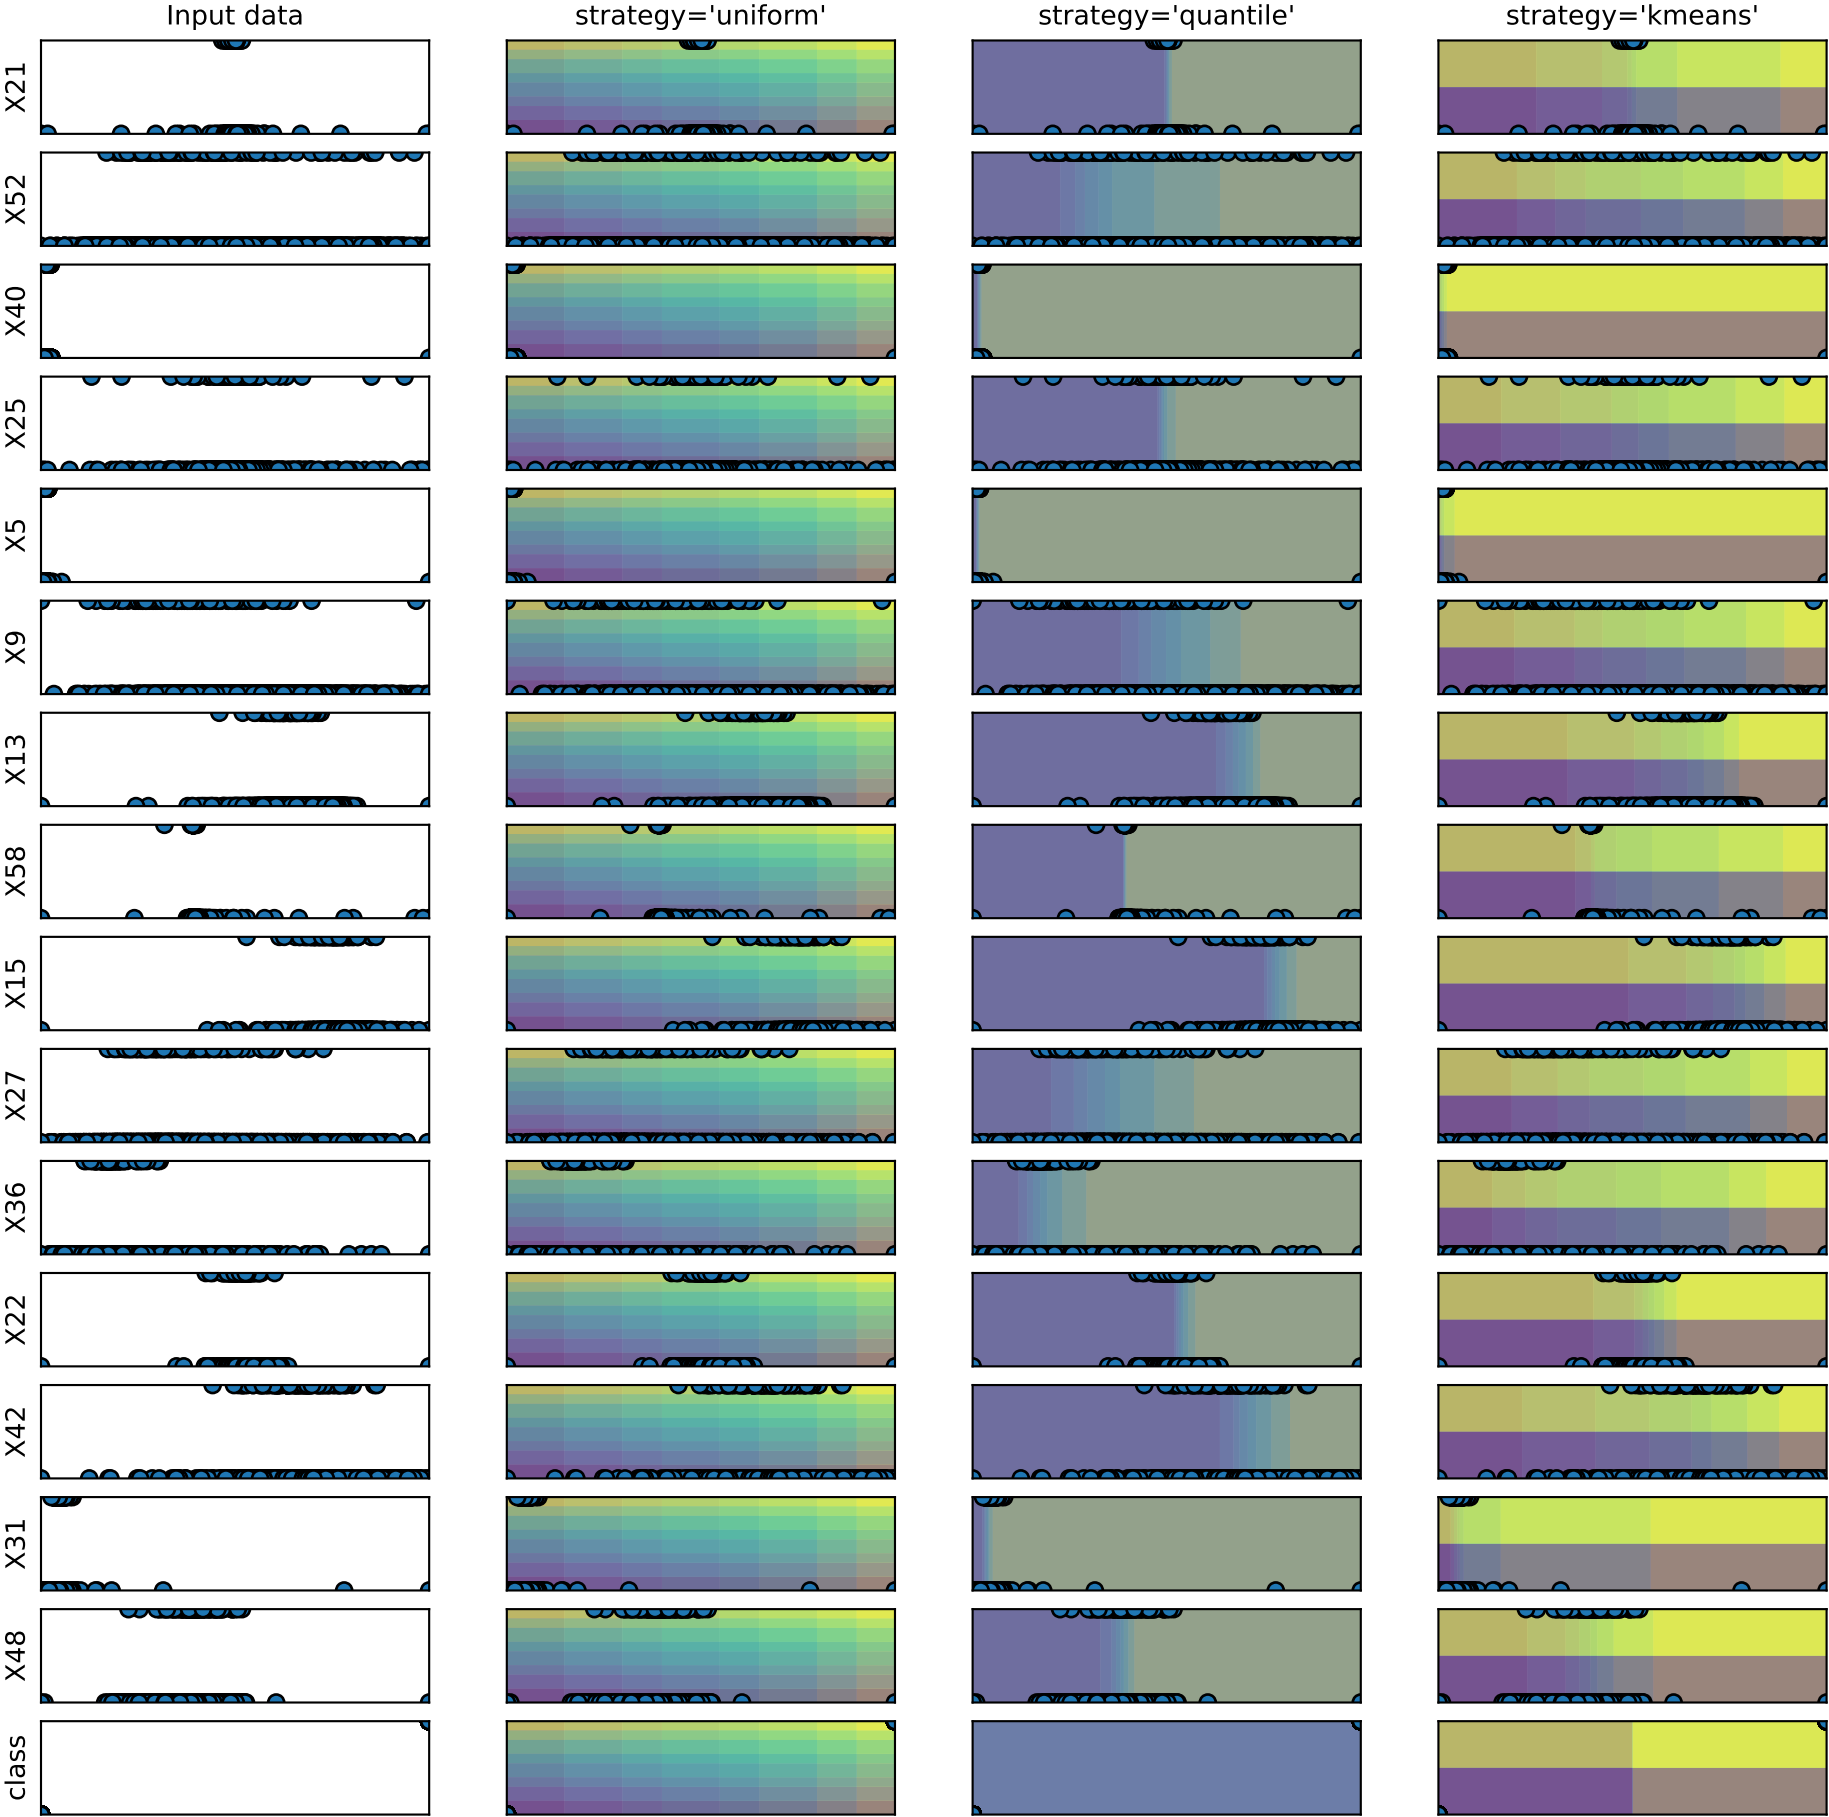 Input data
strategy='uniform'
strategy='quantile'
strategy='kmeans'
X21
X52
X40
X25
X5
X9
X13
X58
X15
X27
X36
X22
X42
X31
X48
class